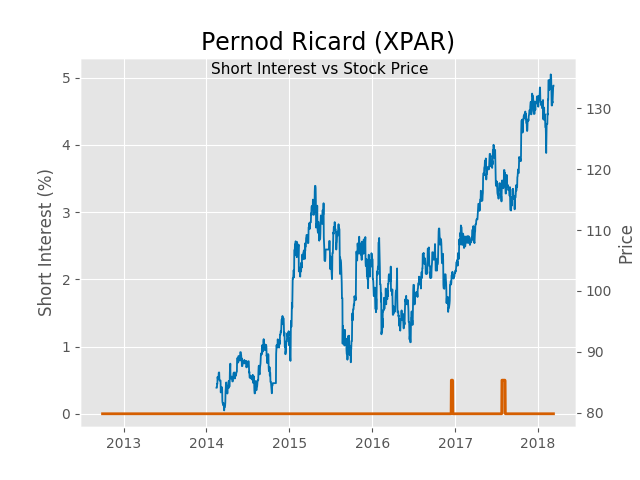 Pernod Ricard (XPAR)
Short Interest vs Stock Price
Short Interest (%)
5
4
3
2
1
0
130
120
110
100
90
80
Price
2013 2014 2015 2016 2017 2018